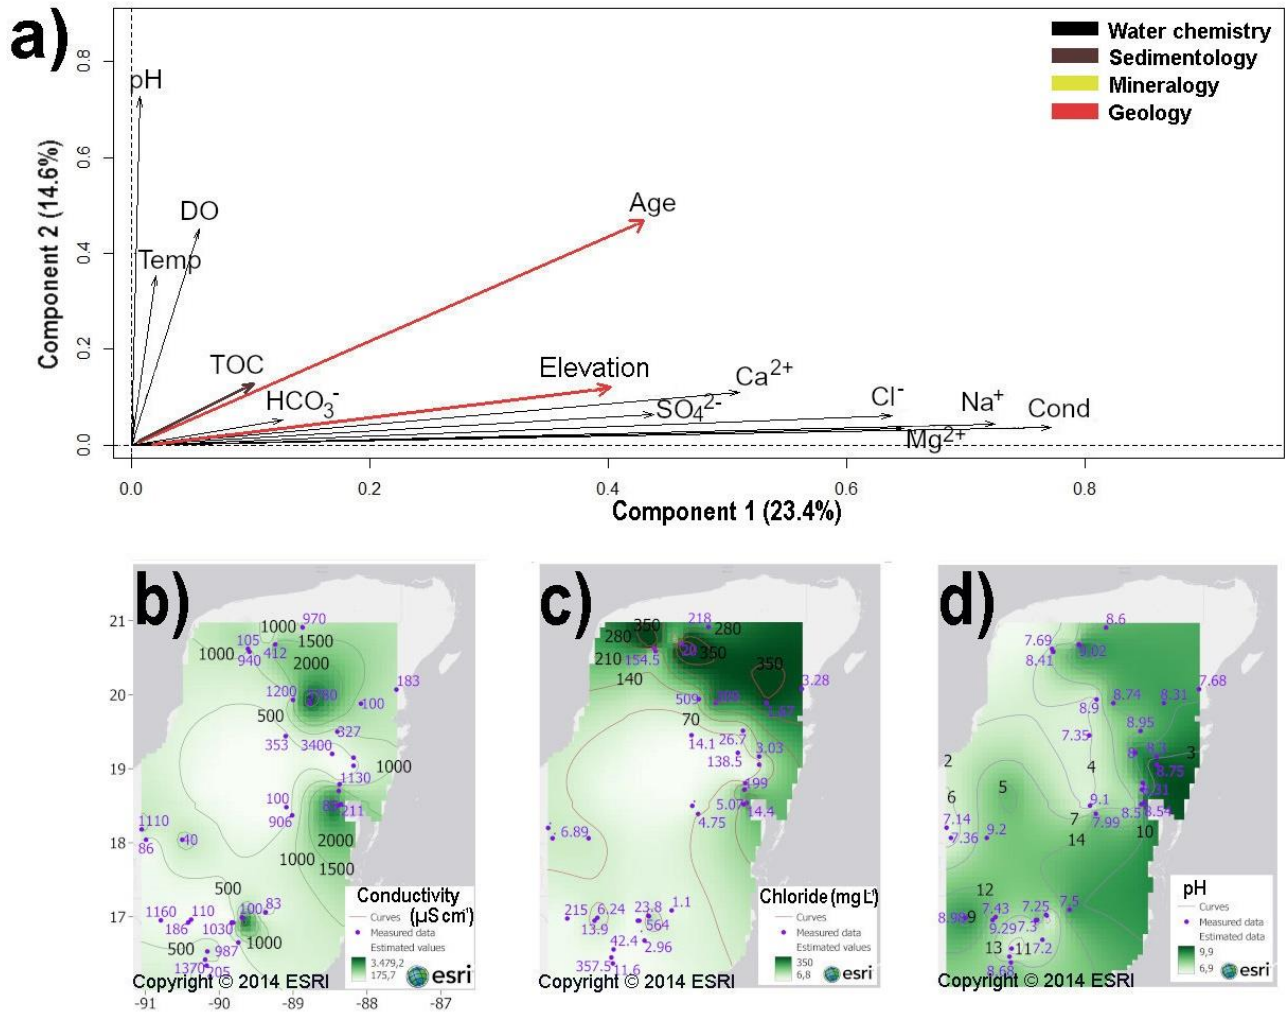 a)
Water chemistry
Sedimentology
Mineralogy
Geology
0.8
0.6
0.4
0.2
0.0
Component 2 (14.6%)
pH
DO
Temp
Age
TOC
HCO₃⁻
Elevation
Ca²⁺
SO₄²⁻
Cl⁻
Na⁺
Cond
Mg²⁺
0.0 0.2 0.4 0.6 0.8
Component 1 (23.4%)
b)
21
20
19
18
17
1000
970
1500
105
1000
940
412
2000
183
1200
100
500
327
353
3400
1000
1130
100
211
906
1110
86
40
2000
1000
1500
500
83
1160
110
100
186
1030
1000
500
987
1370
205
Conductivity
(µS cm⁻¹)
Curves
Measured data
Estimated values
3.479,2
175,7
esri
Copyright © 2014 ESRI
-91 -90 -89 -88 -87
c)
218
350
280
280
210
154.5
350
350
140
3.28
509
70
14.1
26.7
138.5
3.03
199
5.07
14.4
4.75
6.89
1.1
215
6.24
23.8
13.9
564
42.4
2.96
357.5
11.6
Chloride (mg L⁻¹)
Curves
Measured data
Estimated values
350
6,8
esri
Copyright © 2014 ESRI
d)
8.6
7.69
8.41
9.02
7.68
8.74
8.31
8.9
8.95
7.35
8
8.3
3
2
4
8.75
5
6
9.1
7
7.99
8.5
8.54
7.14
7.36
9.2
14
10
12
7.5
7.43
7.25
8.98
9
9.29
7.3
13
11
7.2
8.68
pH
Curves
Measured data
Estimated data
9,9
6,9
esri
Copyright © 2014 ESRI